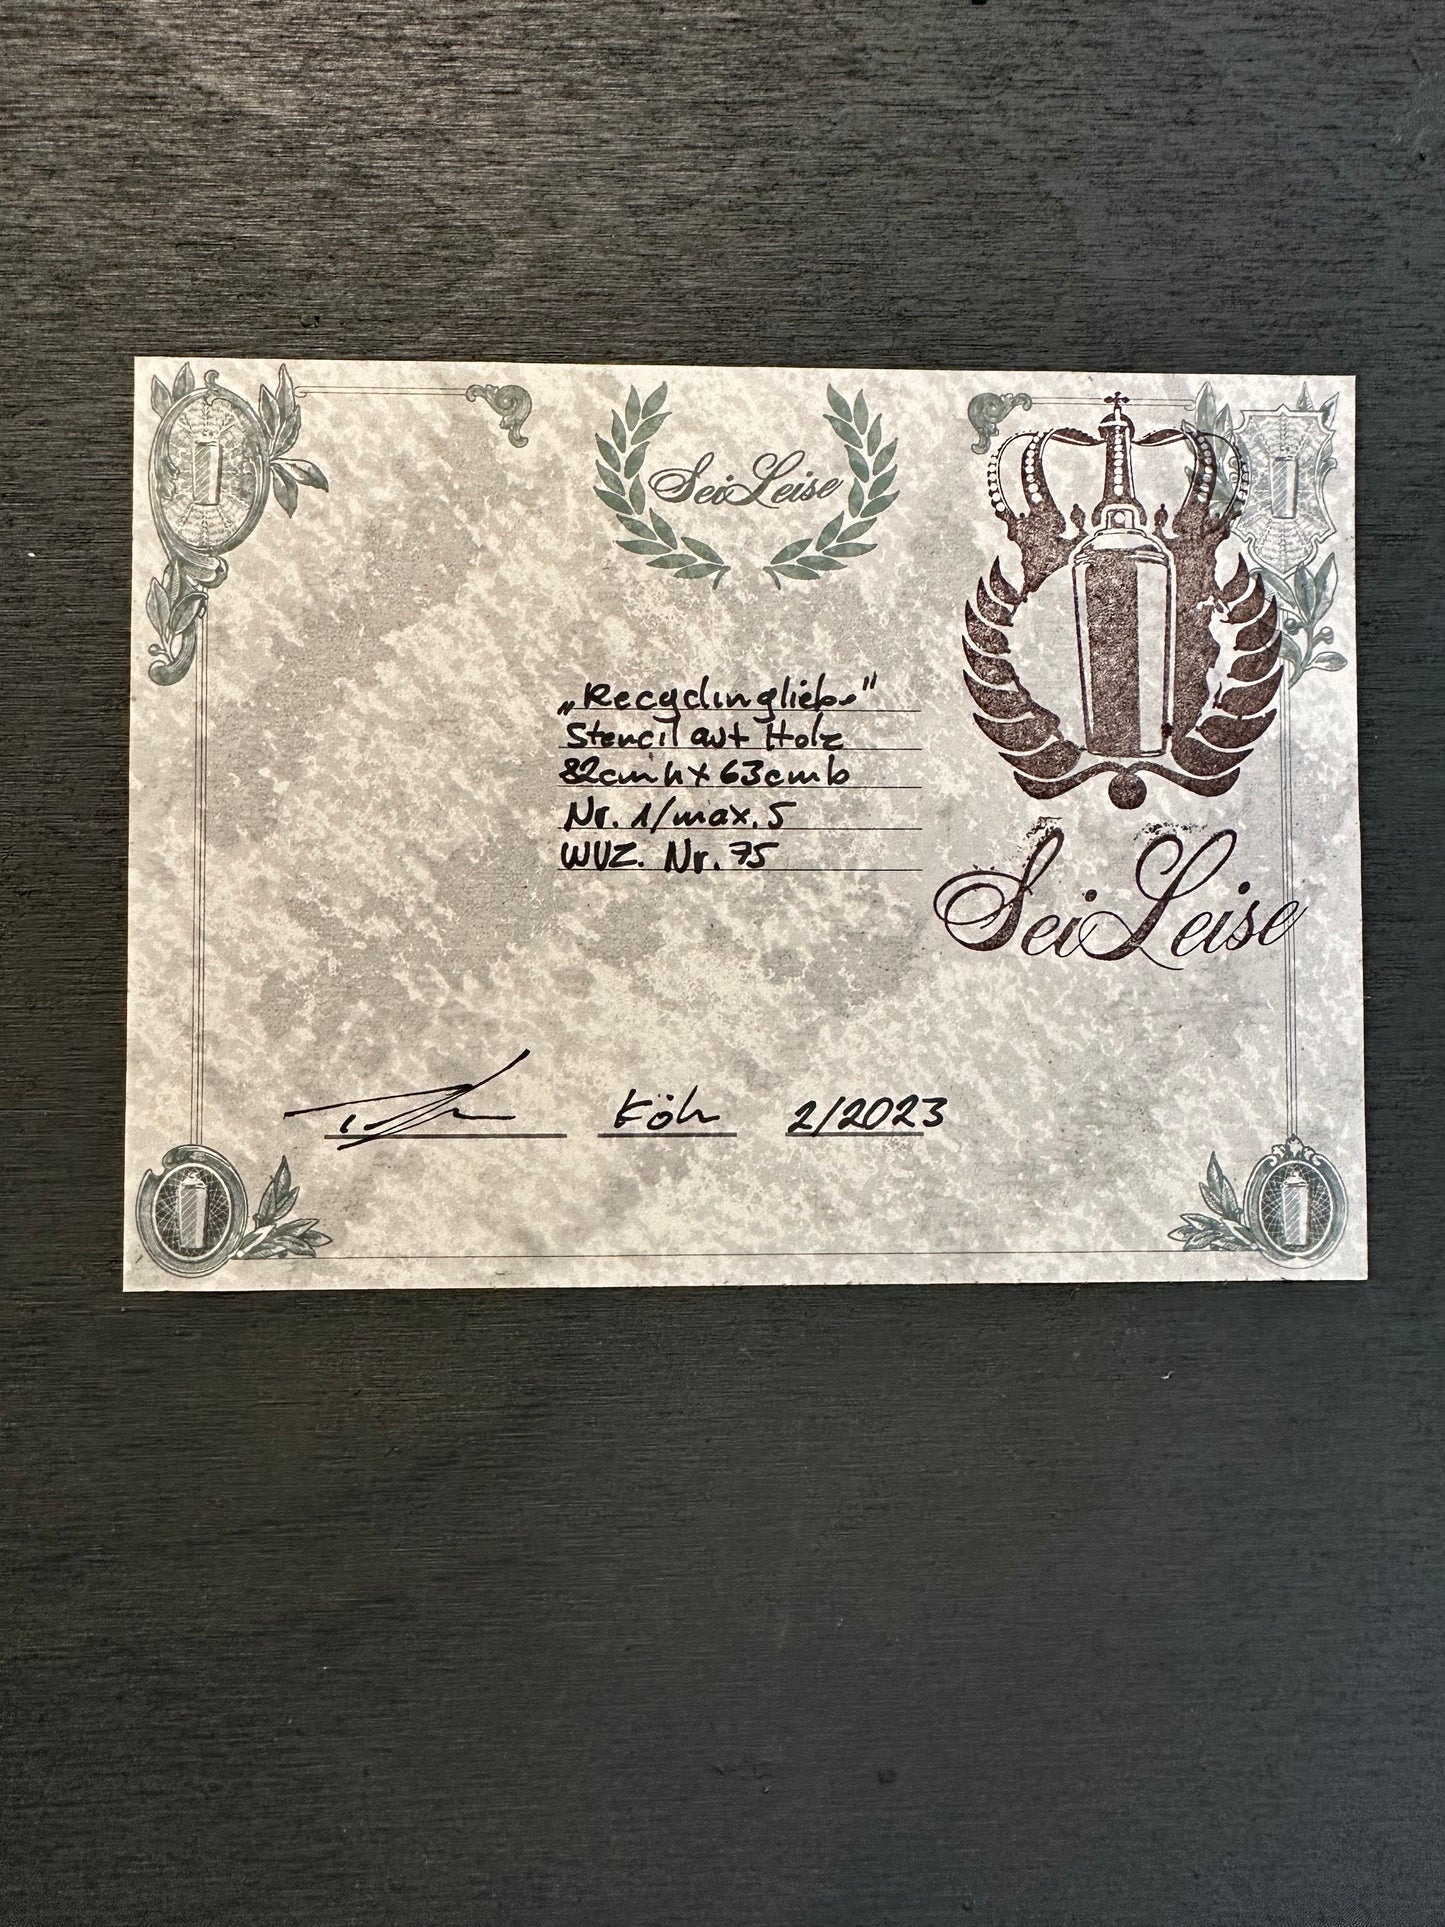 SeiLeise
„Recyclingliebe"
Stencil auf Holz
82cm h x 63cm b
Nr. 1/max. 5
WVZ. Nr. 75
SeiLeise
Köln 2/2023